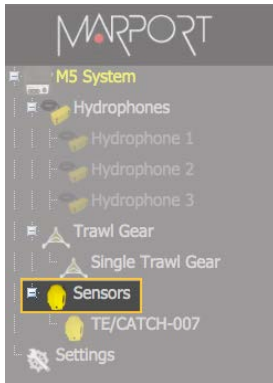 MARPORT
M5 System
Hydrophones
Hydrophone 1
Hydrophone 2
Hydrophone 3
Trawl Gear
Single Trawl Gear
Sensors
TE/CATCH-007
Settings